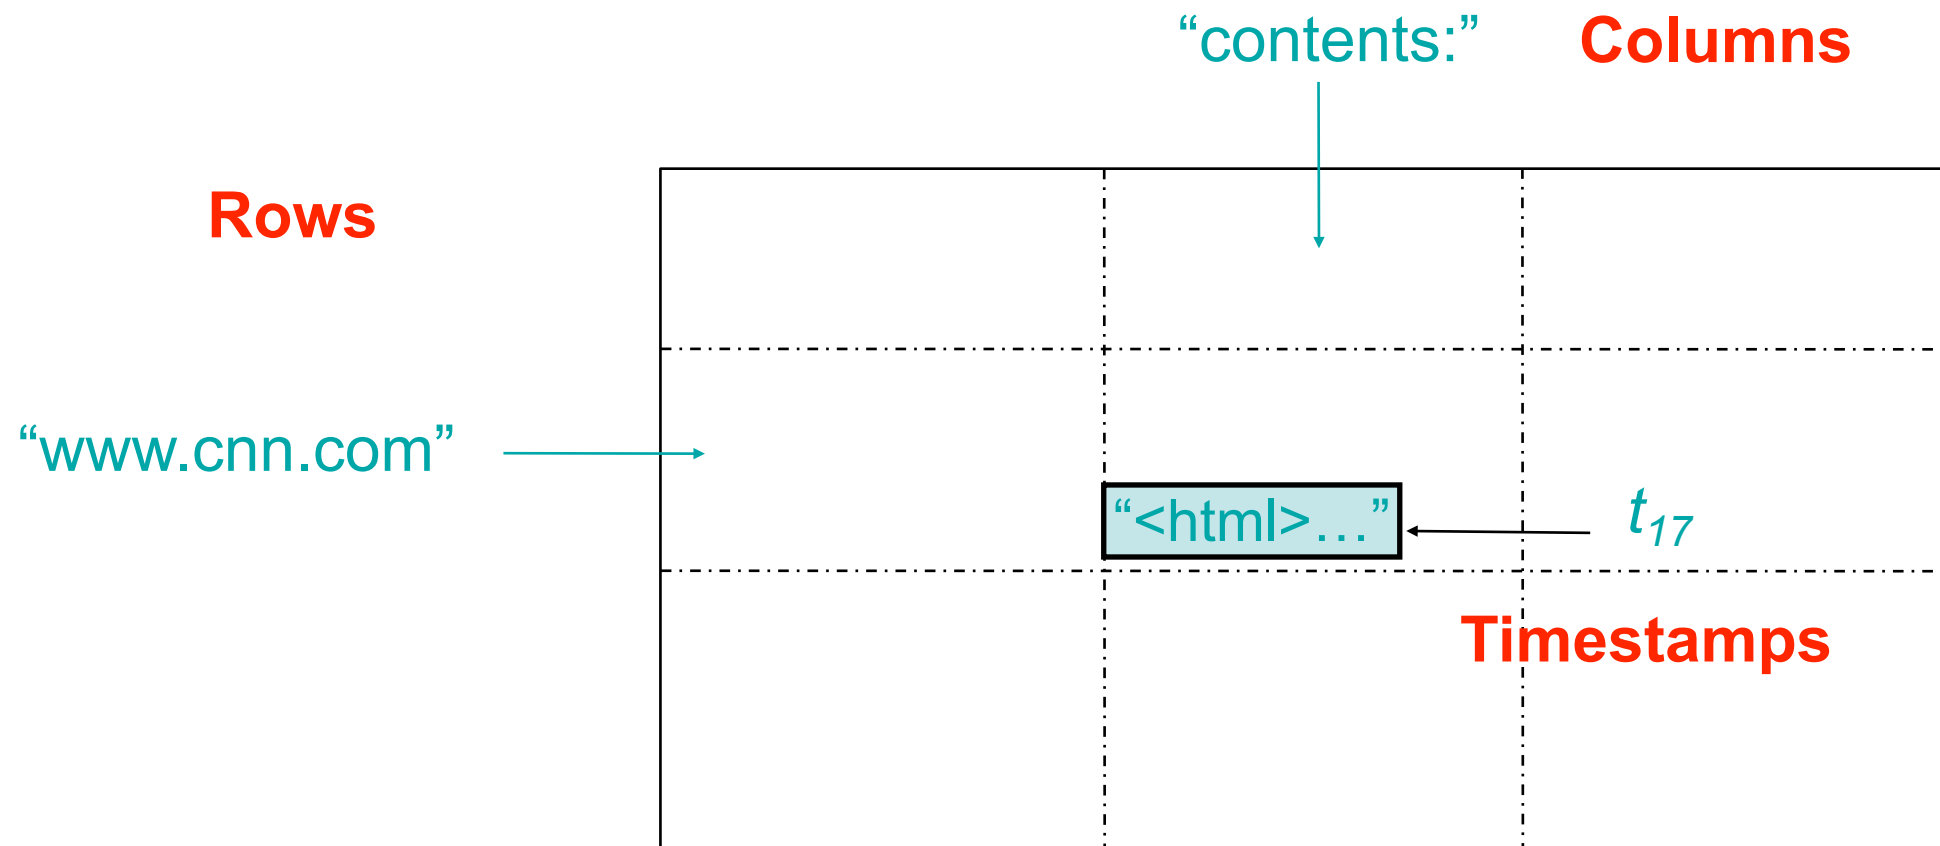 “contents:” Columns
Rows
“www.cnn.com”
“<html>…” t17
Timestamps